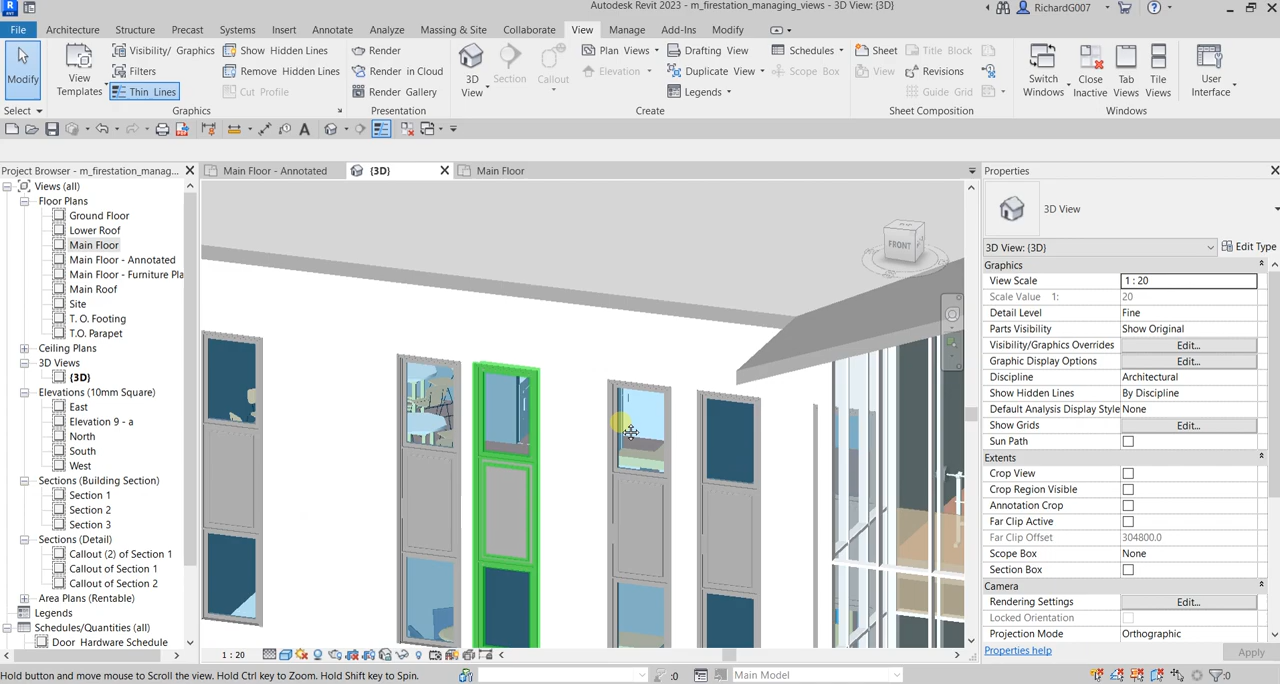 Autodesk Revit 2023 - m_firestation_managing_views - 3D View: {3D}
RichardG007
File Architecture Structure Precast Systems Insert Annotate Analyze Massing & Site Collaborate View Manage Add-Ins Modify
Modify
View
Templates
Visibility/ Graphics
Filters
Thin Lines
Show Hidden Lines
Remove Hidden Lines
Cut Profile
Render
Render in Cloud
Render Gallery
3D
View
Section
Callout
Plan Views
Elevation
Drafting View
Duplicate View
Legends
Schedules
Scope Box
Sheet
View
Title Block
Revisions
Guide Grid
Switch
Windows
Close
Inactive
Tab
Views
Tile
Views
User
Interface
Select
Graphics
Presentation
Create
Sheet Composition
Windows
Project Browser - m_firestation_manag...
Main Floor - Annotated
{3D}
Main Floor
Properties
Views (all)
Floor Plans
Ground Floor
Lower Roof
Main Floor
Main Floor - Annotated
Main Floor - Furniture Pla
Main Roof
Site
T. O. Footing
T. O. Parapet
Ceiling Plans
3D Views
{3D}
Elevations (10mm Square)
East
Elevation 9 - a
North
South
West
Sections (Building Section)
Section 1
Section 2
Section 3
Sections (Detail)
Callout (2) of Section 1
Callout of Section 1
Callout of Section 2
Area Plans (Rentable)
Legends
Schedules/Quantities (all)
Door Hardware Schedule
FRONT
3D View
3D View: {3D}
Edit Type
Graphics
View Scale 1 : 20
Scale Value 1: 20
Detail Level Fine
Parts Visibility Show Original
Visibility/Graphics Overrides Edit...
Graphic Display Options Edit...
Discipline Architectural
Show Hidden Lines By Discipline
Default Analysis Display Style None
Show Grids Edit...
Sun Path
Extents
Crop View
Crop Region Visible
Annotation Crop
Far Clip Active
Far Clip Offset 304800.0
Scope Box None
Section Box
Camera
Rendering Settings Edit...
Locked Orientation
Projection Mode Orthographic
Properties help
Apply
1 : 20
Hold button and move mouse to Scroll the view. Hold Ctrl key to Zoom. Hold Shift key to Spin.
:0
Main Model
:0